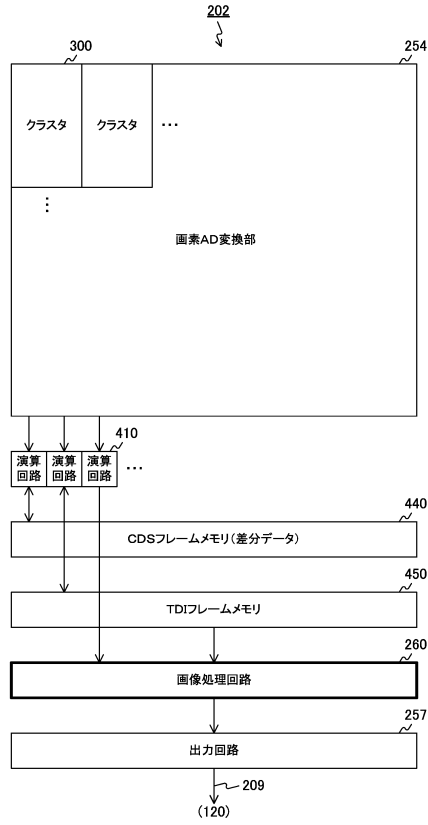 202
300
254
クラスタ
クラスタ
...
⋮
画素AD変換部
410
演算
回路
演算
回路
演算
回路
...
440
CDSフレームメモリ(差分データ)
450
TDIフレームメモリ
260
画像処理回路
257
出力回路
209
(120)